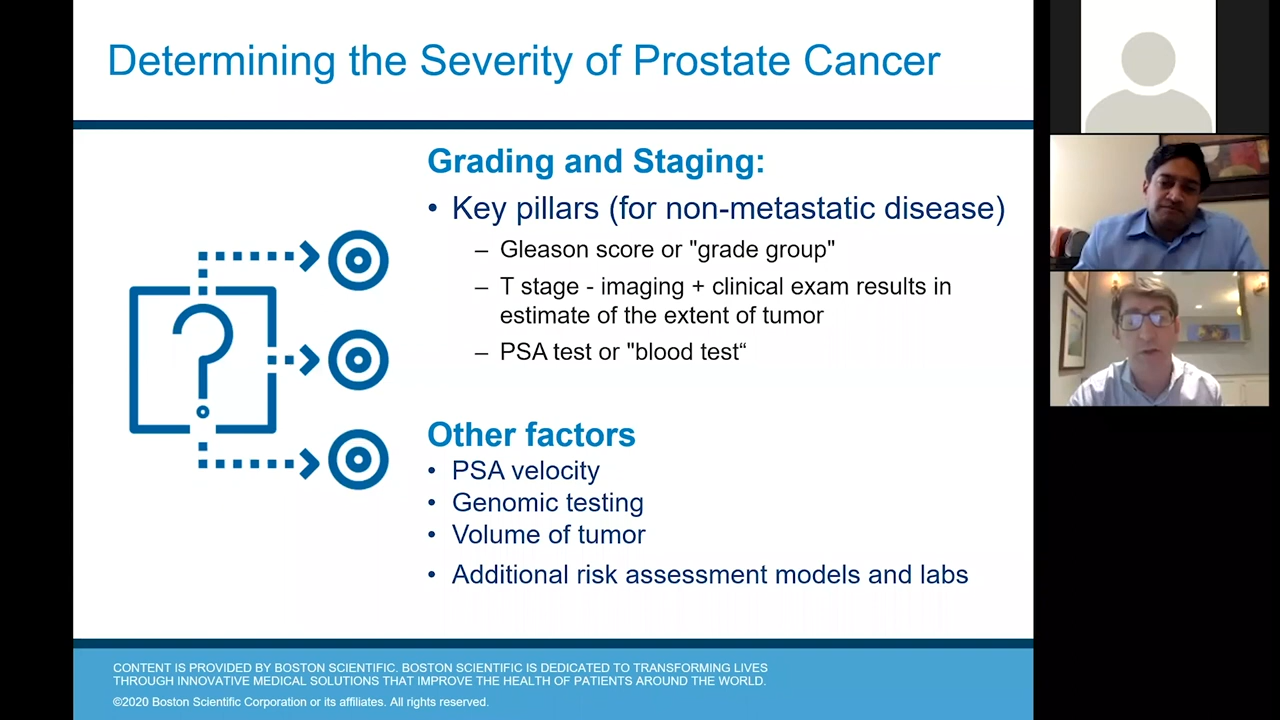 Determining the Severity of Prostate Cancer
Grading and Staging:
• Key pillars (for non-metastatic disease)
– Gleason score or "grade group"
– T stage - imaging + clinical exam results in
estimate of the extent of tumor
– PSA test or "blood test“
Other factors
• PSA velocity
• Genomic testing
• Volume of tumor
• Additional risk assessment models and labs
CONTENT IS PROVIDED BY BOSTON SCIENTIFIC. BOSTON SCIENTIFIC IS DEDICATED TO TRANSFORMING LIVES
THROUGH INNOVATIVE MEDICAL SOLUTIONS THAT IMPROVE THE HEALTH OF PATIENTS AROUND THE WORLD.
©2020 Boston Scientific Corporation or its affiliates. All rights reserved.